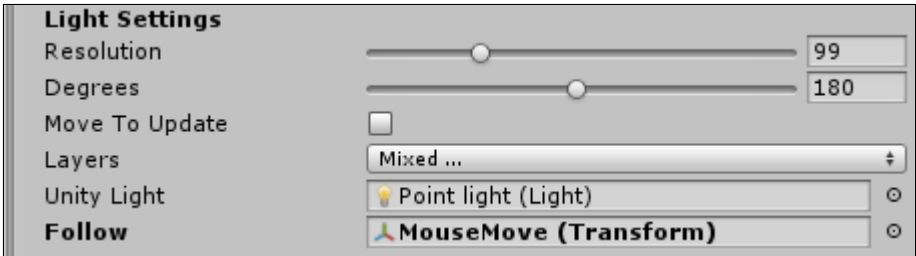 Light Settings
Resolution 99
Degrees 180
Move To Update
Layers Mixed ...
Unity Light Point light (Light)
Follow MouseMove (Transform)